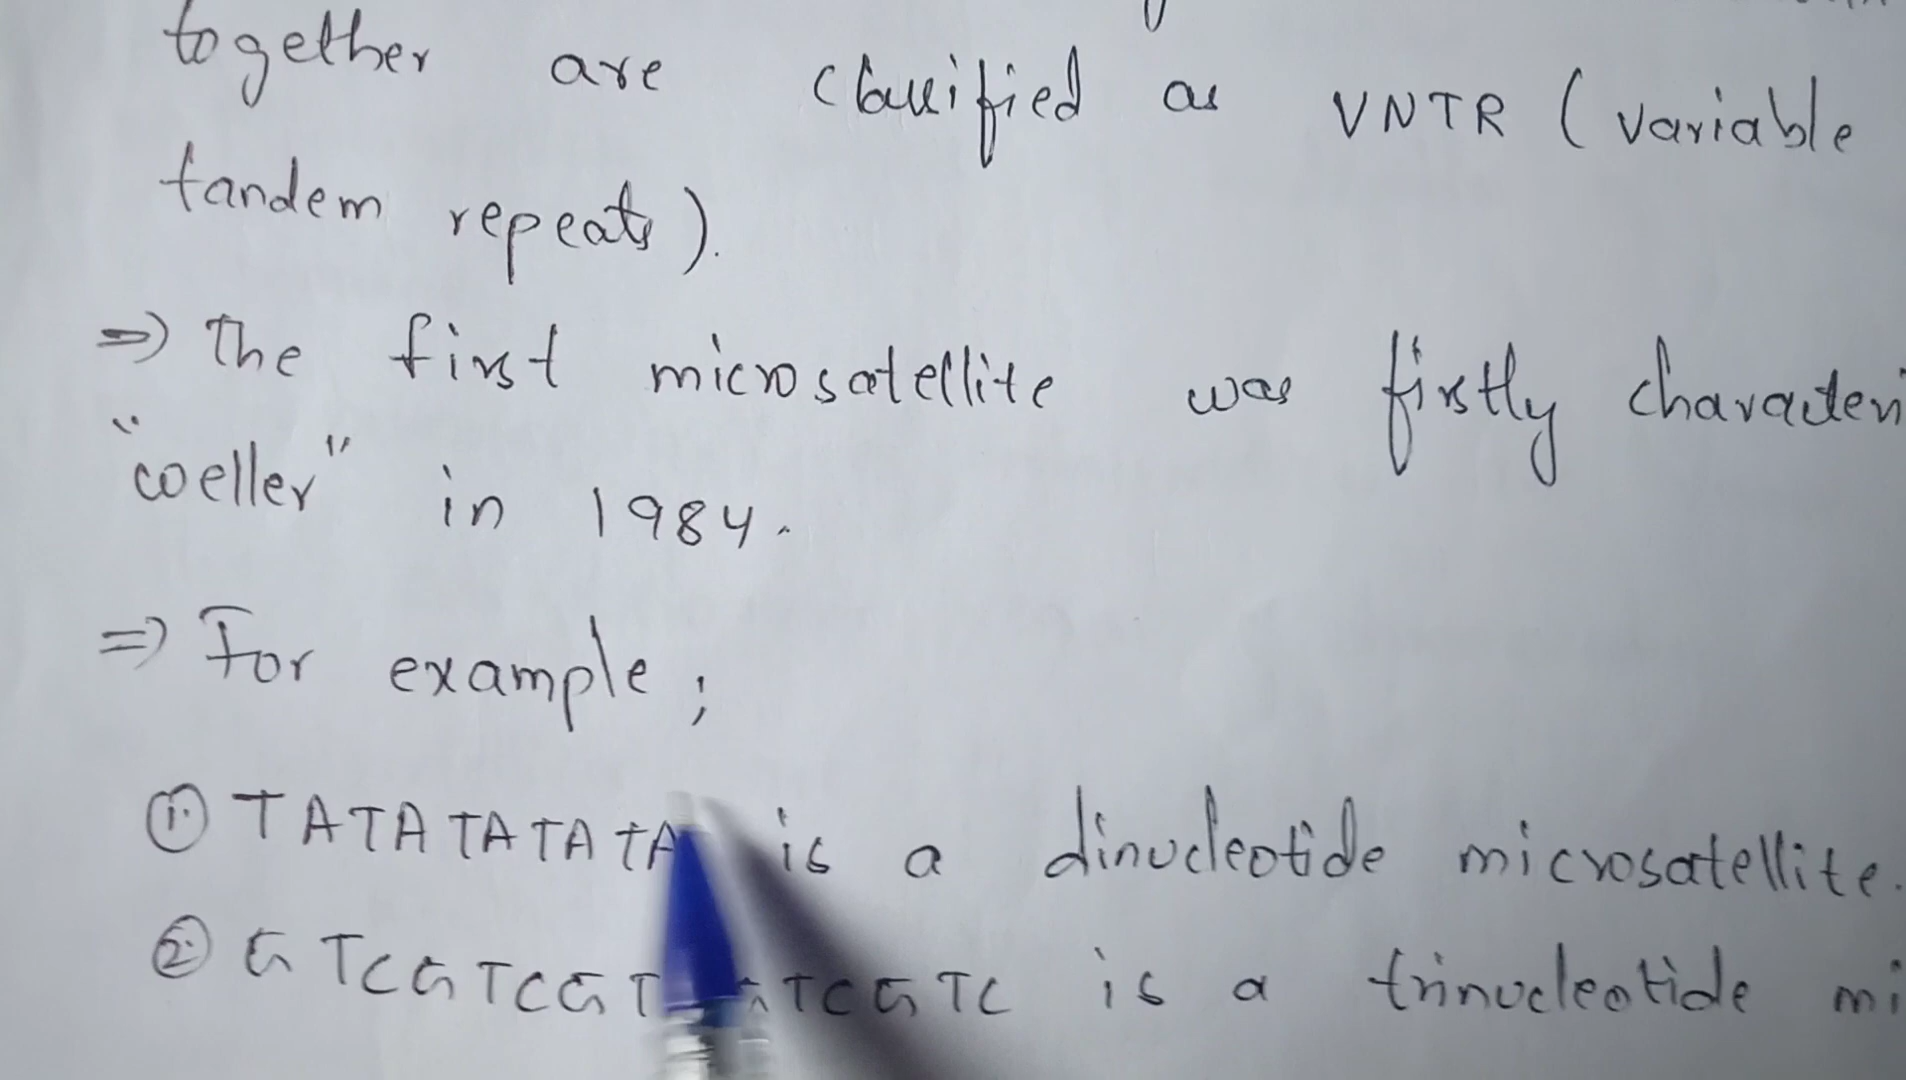 together are classified as VNTR (variable
tandem repeats).
⇒ The first microsatellite was firstly characteri
"coeller" in 1984.
⇒ For example;
① TATATATATA is a dinucleotide microsatellite.
② GTCGTCGT TCGTC is a trinucleotide mi